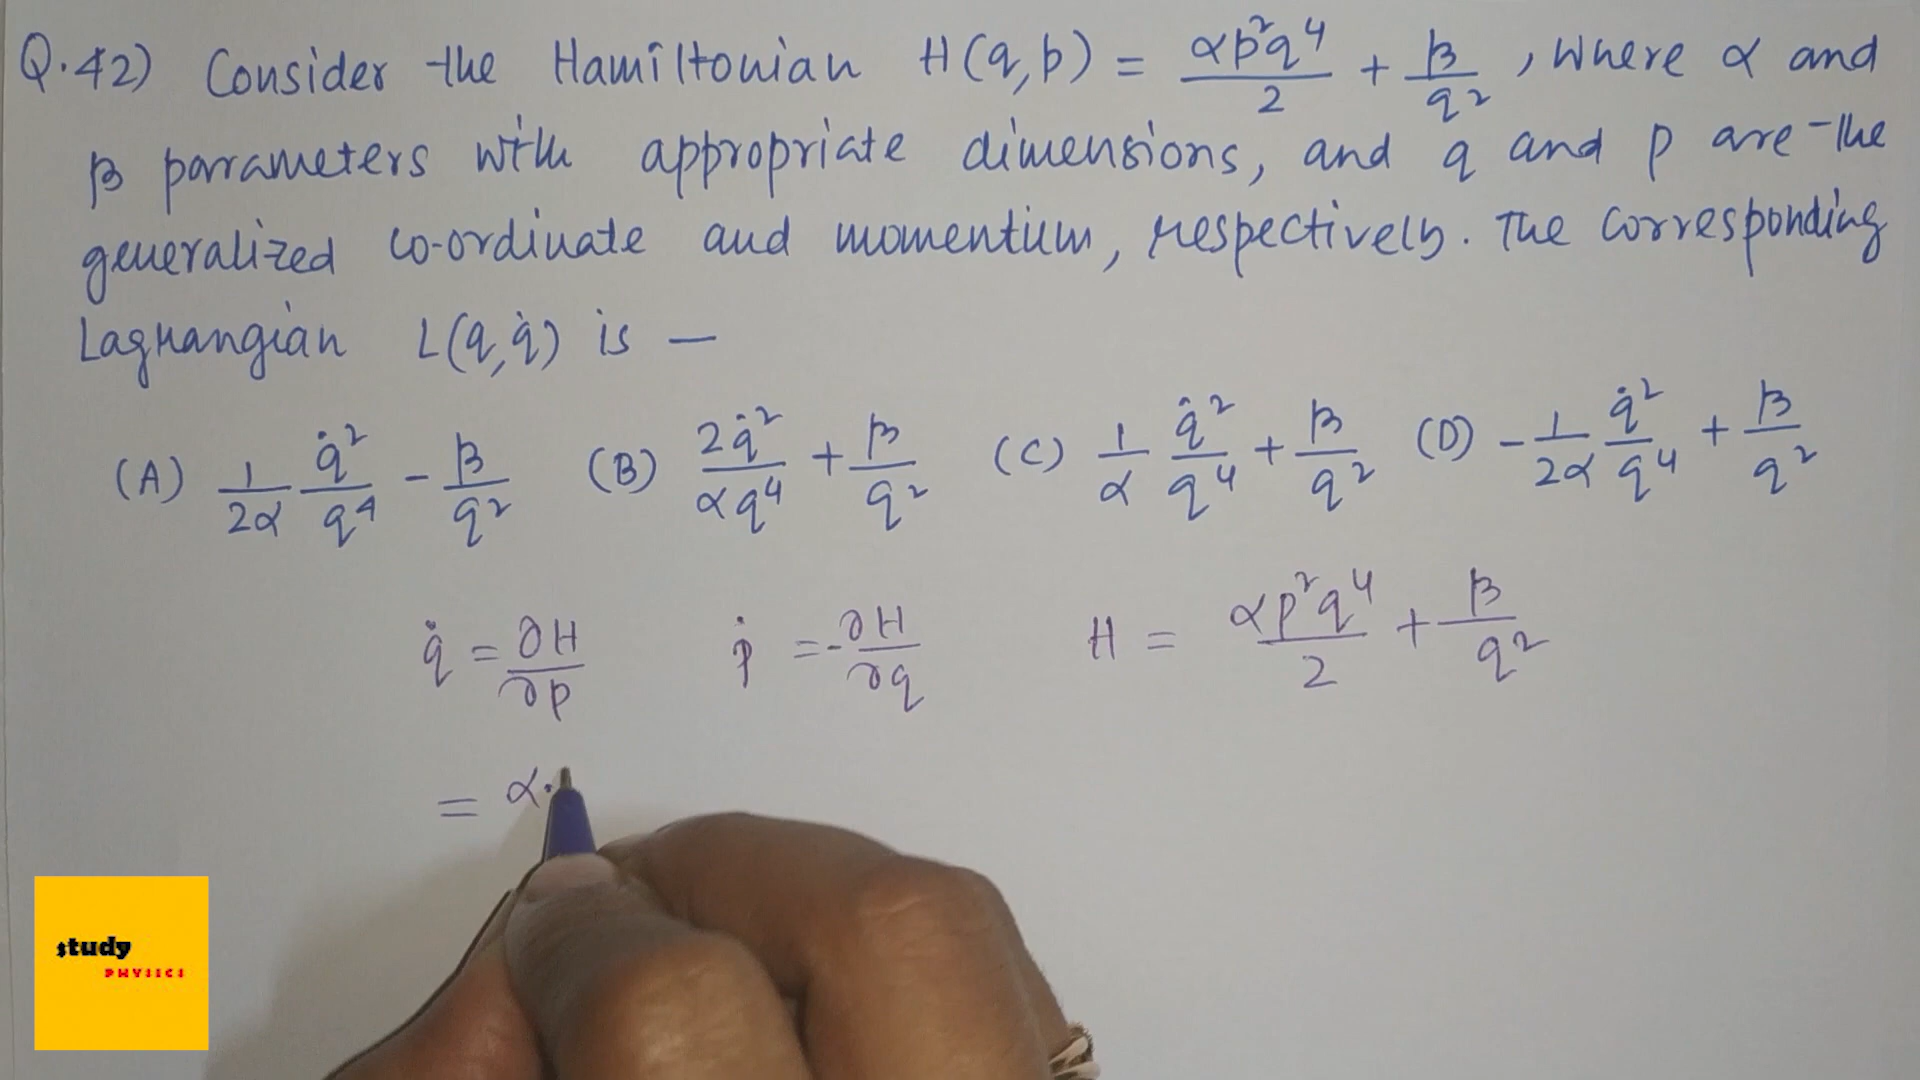 Q.42) Consider the Hamiltonian H(q,p) = αp²q⁴/2 + β/q² , where α and
β parrameters with appropriate dimensions, and q and p are the
generalized co-ordinate and momentum, respectively. The corresponding
Lagrangian L(q,q̇) is —
(A) 1/2α q̇²/q⁴ - β/q² (B) 2q̇²/αq⁴ + β/q² (C) 1/α q̇²/q⁴ + β/q² (D) -1/2α q̇²/q⁴ + β/q²
q̇ = ∂H/∂p ṗ = -∂H/∂q H = αp²q⁴/2 + β/q²
= α.
study
PHYSICS